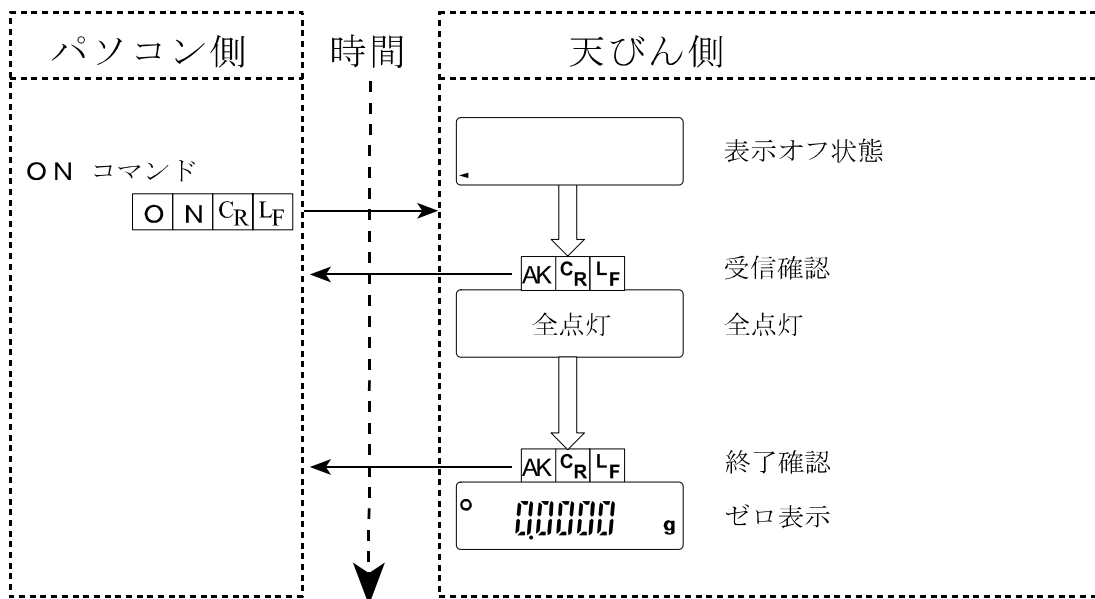 パソコン側 時間 天びん側
表示オフ状態
ON コマンド
O N CR LF
AK CR LF 受信確認
全点灯 全点灯
AK CR LF 終了確認
0.0000 g ゼロ表示